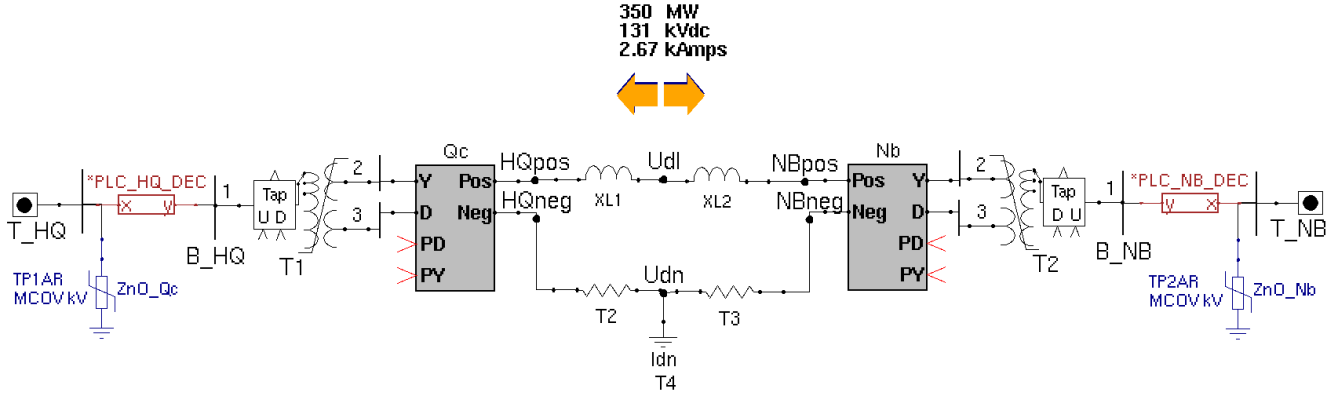 350 MW
131 kVdc
2.67 kAmps
Qc
Nb
HQpos
Udl
NBpos
2
Y
Pos
Pos
Y
2
*PLC_HQ_DEC
*PLC_NB_DEC
1
Tap
Tap
1
x
y
y
x
XL1
XL2
U D
D U
3
D
Neg
HQneg
NBneg
Neg
D
3
T_HQ
T_NB
B_HQ
B_NB
T1
T2
PD
PD
PY
PY
Udn
TP1AR
MCOV kV
ZnO_Qc
TP2AR
MCOV kV
ZnO_Nb
T2
T3
Idn
T4